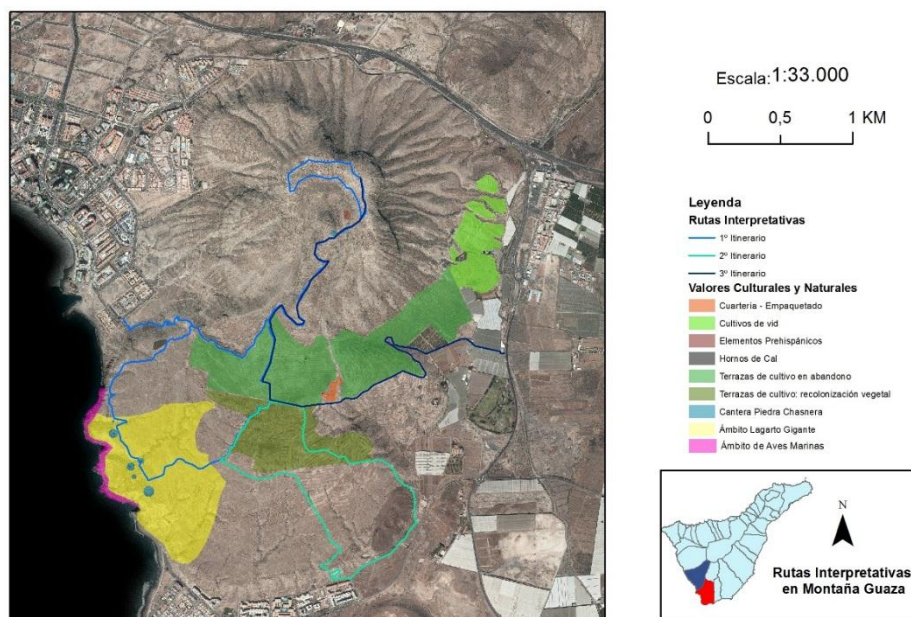 Escala:1:33.000
0 0,5 1 KM
Leyenda
Rutas Interpretativas
1º Itinerario
2º Itinerario
3º Itinerario
Valores Culturales y Naturales
Cuartería - Empaquetado
Cultivos de vid
Elementos Prehispánicos
Hornos de Cal
Terrazas de cultivo en abandono
Terrazas de cultivo: recolonización vegetal
Cantera Piedra Chasnera
Ámbito Lagarto Gigante
Ámbito de Aves Marinas
N
Rutas Interpretativas
en Montaña Guaza